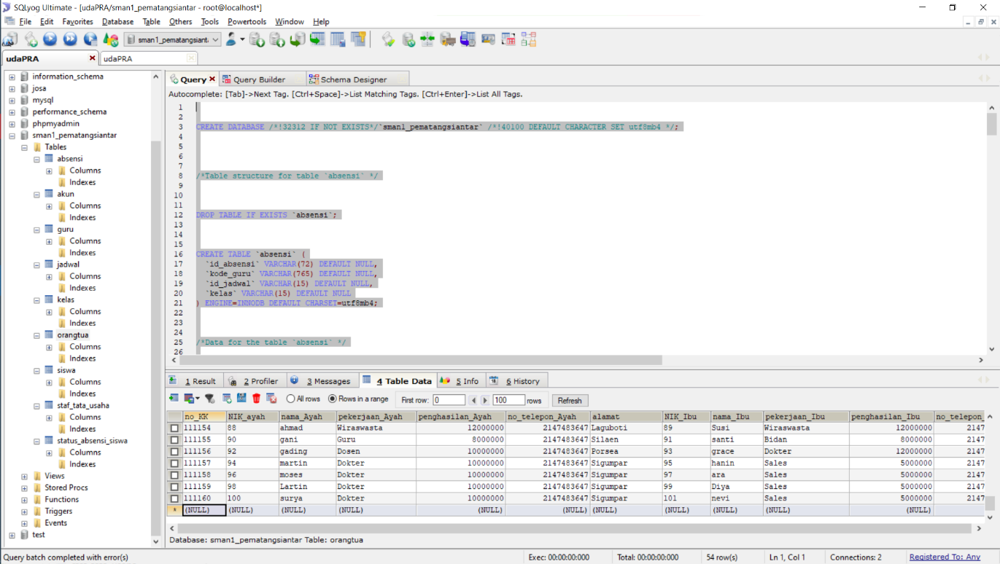 SQLyog Ultimate - [udaPRA/sman1_pematangsiantar - root@localhost*]
File Edit Favorites Database Table Others Tools Powertools Window Help
sman1_pematangsiant.
udaPRA udaPRA
information_schema
josa
mysql
performance_schema
phpmyadmin
sman1_pematangsiantar
Tables
absensi
Columns
Indexes
akun
Columns
Indexes
guru
Columns
Indexes
jadwal
Columns
Indexes
kelas
Columns
Indexes
orangtua
Columns
Indexes
siswa
Columns
Indexes
staf_tata_usaha
Columns
Indexes
status_absensi_siswa
Columns
Indexes
Views
Stored Procs
Functions
Triggers
Events
test
Query Query Builder Schema Designer
Autocomplete: [Tab]->Next Tag. [Ctrl+Space]->List Matching Tags. [Ctrl+Enter]->List All Tags.
1
2
3 CREATE DATABASE /*!32312 IF NOT EXISTS*/`sman1_pematangsiantar` /*!40100 DEFAULT CHARACTER SET utf8mb4 */;
4
5
6
7
8 /*Table structure for table `absensi` */
9
10
11
12 DROP TABLE IF EXISTS `absensi`;
13
14
15
16 CREATE TABLE `absensi` (
17 `id_absensi` VARCHAR(72) DEFAULT NULL,
18 `kode_guru` VARCHAR(765) DEFAULT NULL,
19 `id_jadwal` VARCHAR(15) DEFAULT NULL,
20 `kelas` VARCHAR(15) DEFAULT NULL
21 ) ENGINE=INNODB DEFAULT CHARSET=utf8mb4;
22
23
24
25 /*Data for the table `absensi` */
26
1 Result 2 Profiler 3 Messages 4 Table Data 5 Info 6 History
All rows Rows in a range First row: 0 100 rows Refresh
no_KK NIK_ayah nama_Ayah pekerjaan_Ayah penghasilan_Ayah no_telepon_Ayah alamat NIK_Ibu nama_Ibu pekerjaan_Ibu penghasilan_Ibu no_telepon_
111154 88 ahmad Wiraswasta 12000000 2147483647 Laguboti 89 Susi Wiraswasta 12000000 2147
111155 90 gani Guru 8000000 2147483647 Silaen 91 santi Bidan 8000000 2147
111156 92 gading Dosen 10000000 2147483647 Porsea 93 grace Dokter 12000000 2147
111157 94 martin Dokter 10000000 2147483647 Sigumpar 95 hanin Sales 5000000 2147
111158 96 moses Dokter 10000000 2147483647 Sigumpar 97 ara Sales 5000000 2147
111159 98 Lartin Dokter 10000000 2147483647 Sigumpar 99 Diya Sales 5000000 2147
111160 100 surya Dokter 10000000 2147483647 Sigumpar 101 nevi Sales 5000000 2147
* (NULL) (NULL) (NULL) (NULL) (NULL) (NULL) (NULL) (NULL) (NULL) (NULL) (NULL)
Database: sman1_pematangsiantar Table: orangtua
Query batch completed with error(s) Exec: 00:00:00:000 Total: 00:00:00:000 54 row(s) Ln 1, Col 1 Connections: 2 Registered To: Any